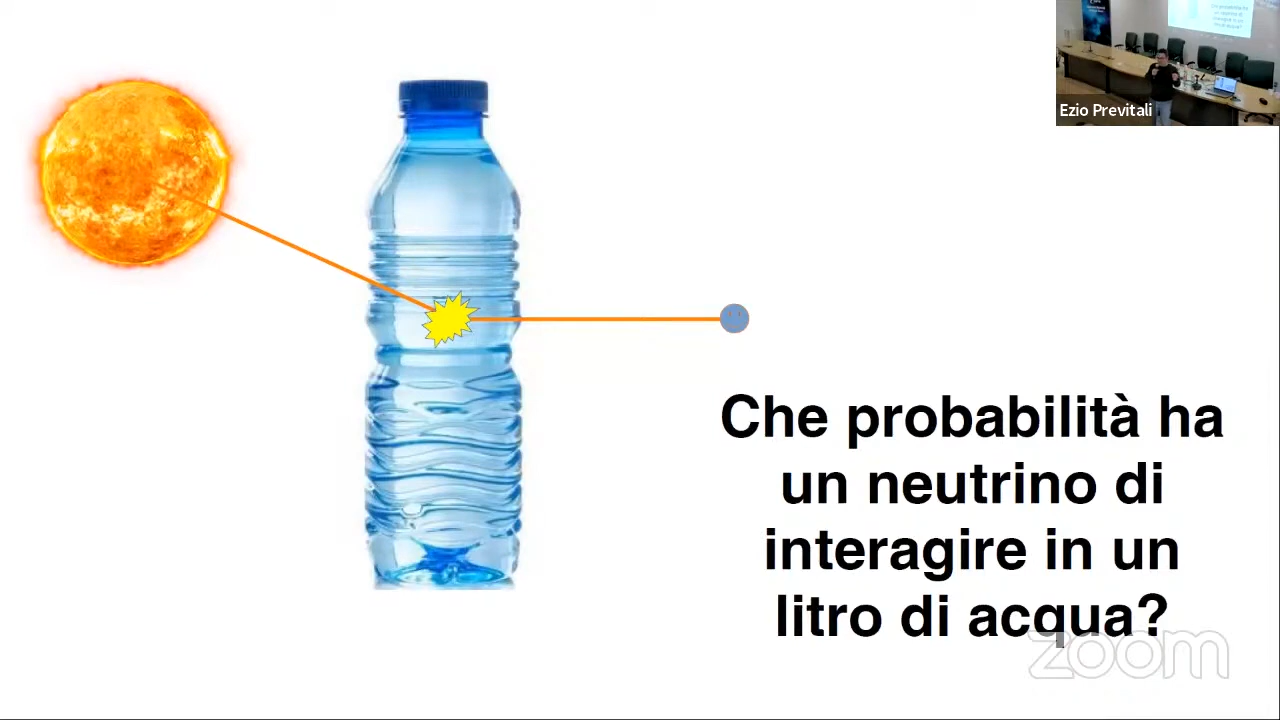 Ezio Previtali
Che probabilità ha
un neutrino di
interagire in un
litro di acqua?
zoom